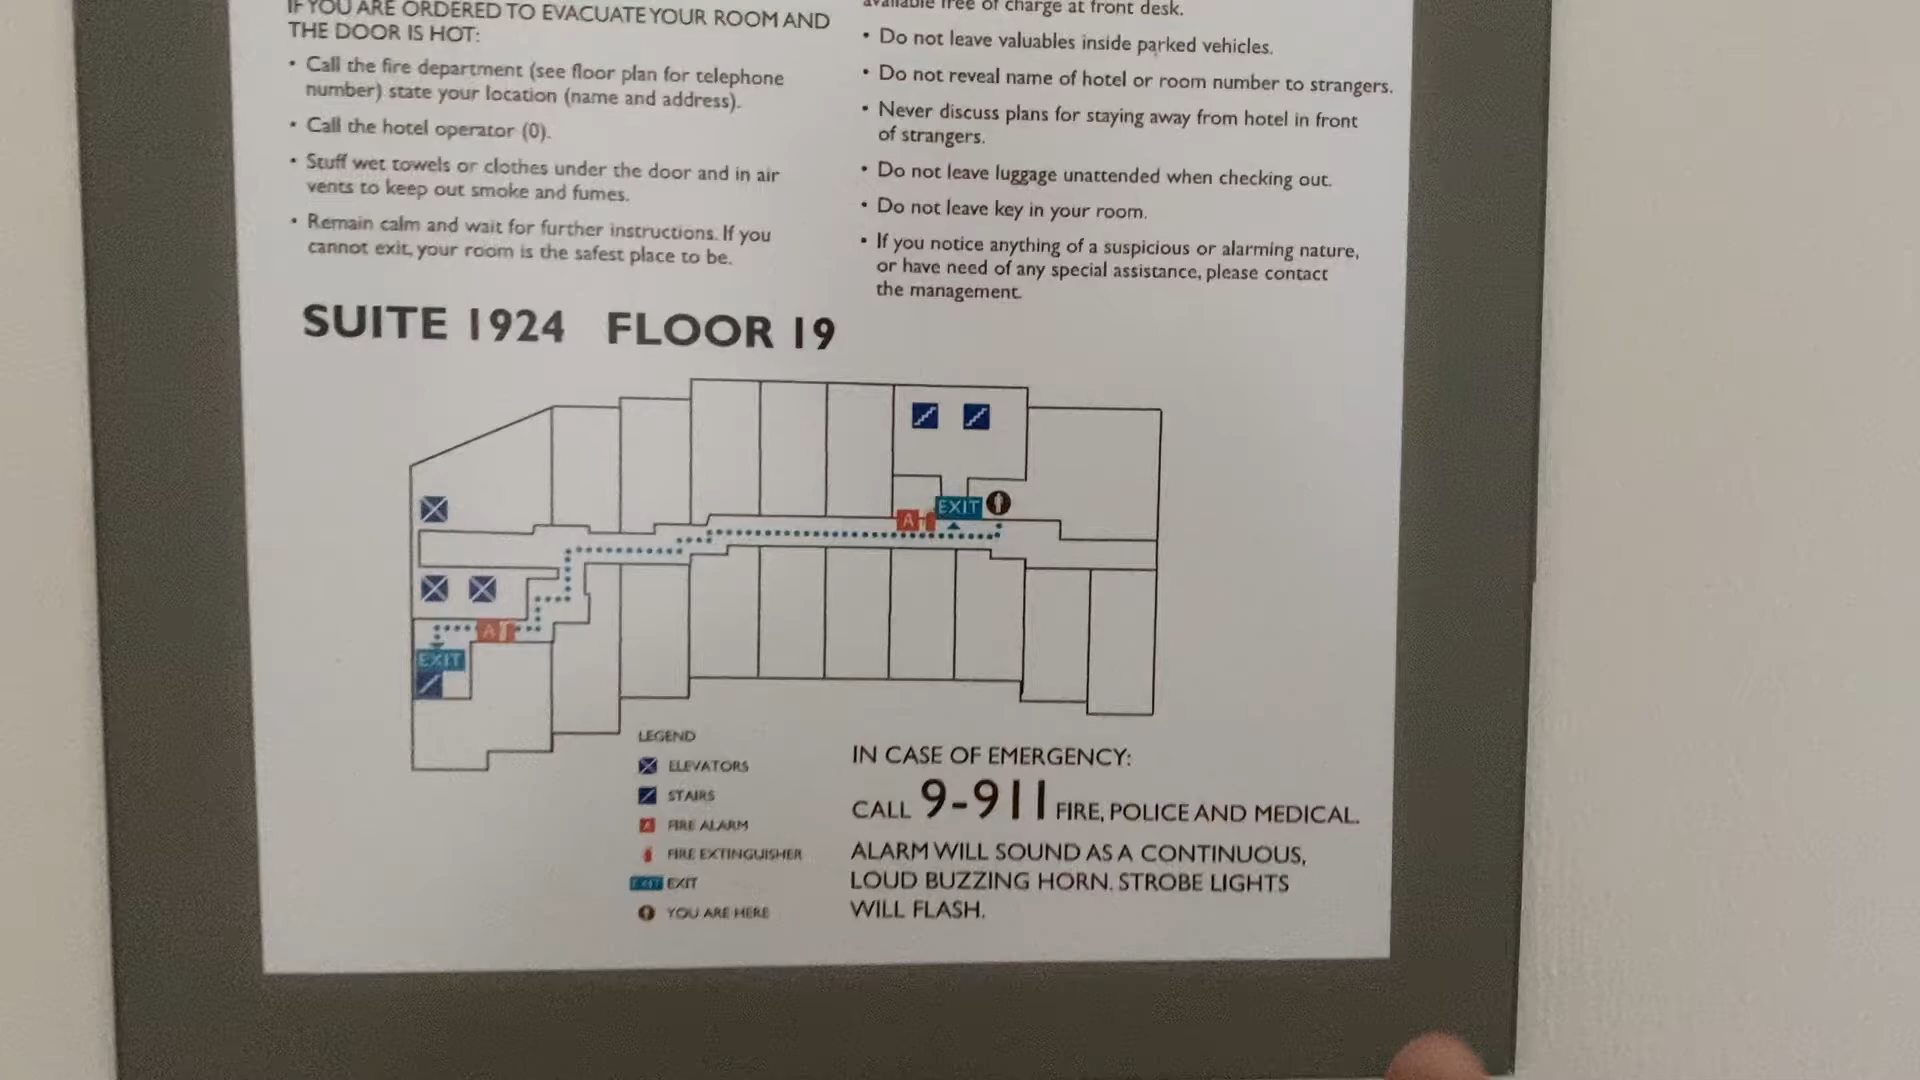 IF YOU ARE ORDERED TO EVACUATE YOUR ROOM AND
THE DOOR IS HOT:
• Call the fire department (see floor plan for telephone
number) state your location (name and address).
• Call the hotel operator (0).
• Stuff wet towels or clothes under the door and in air
vents to keep out smoke and fumes.
• Remain calm and wait for further instructions. If you
cannot exit, your room is the safest place to be.
available free of charge at front desk.
• Do not leave valuables inside parked vehicles.
• Do not reveal name of hotel or room number to strangers.
• Never discuss plans for staying away from hotel in front
of strangers.
• Do not leave luggage unattended when checking out.
• Do not leave key in your room.
• If you notice anything of a suspicious or alarming nature,
or have need of any special assistance, please contact
the management.
SUITE 1924 FLOOR 19
A EXIT
A
EXIT
LEGEND
ELEVATORS
STAIRS
A FIRE ALARM
FIRE EXTINGUISHER
EXIT EXIT
YOU ARE HERE
IN CASE OF EMERGENCY:
CALL 9-911 FIRE, POLICE AND MEDICAL.
ALARM WILL SOUND AS A CONTINUOUS,
LOUD BUZZING HORN. STROBE LIGHTS
WILL FLASH.